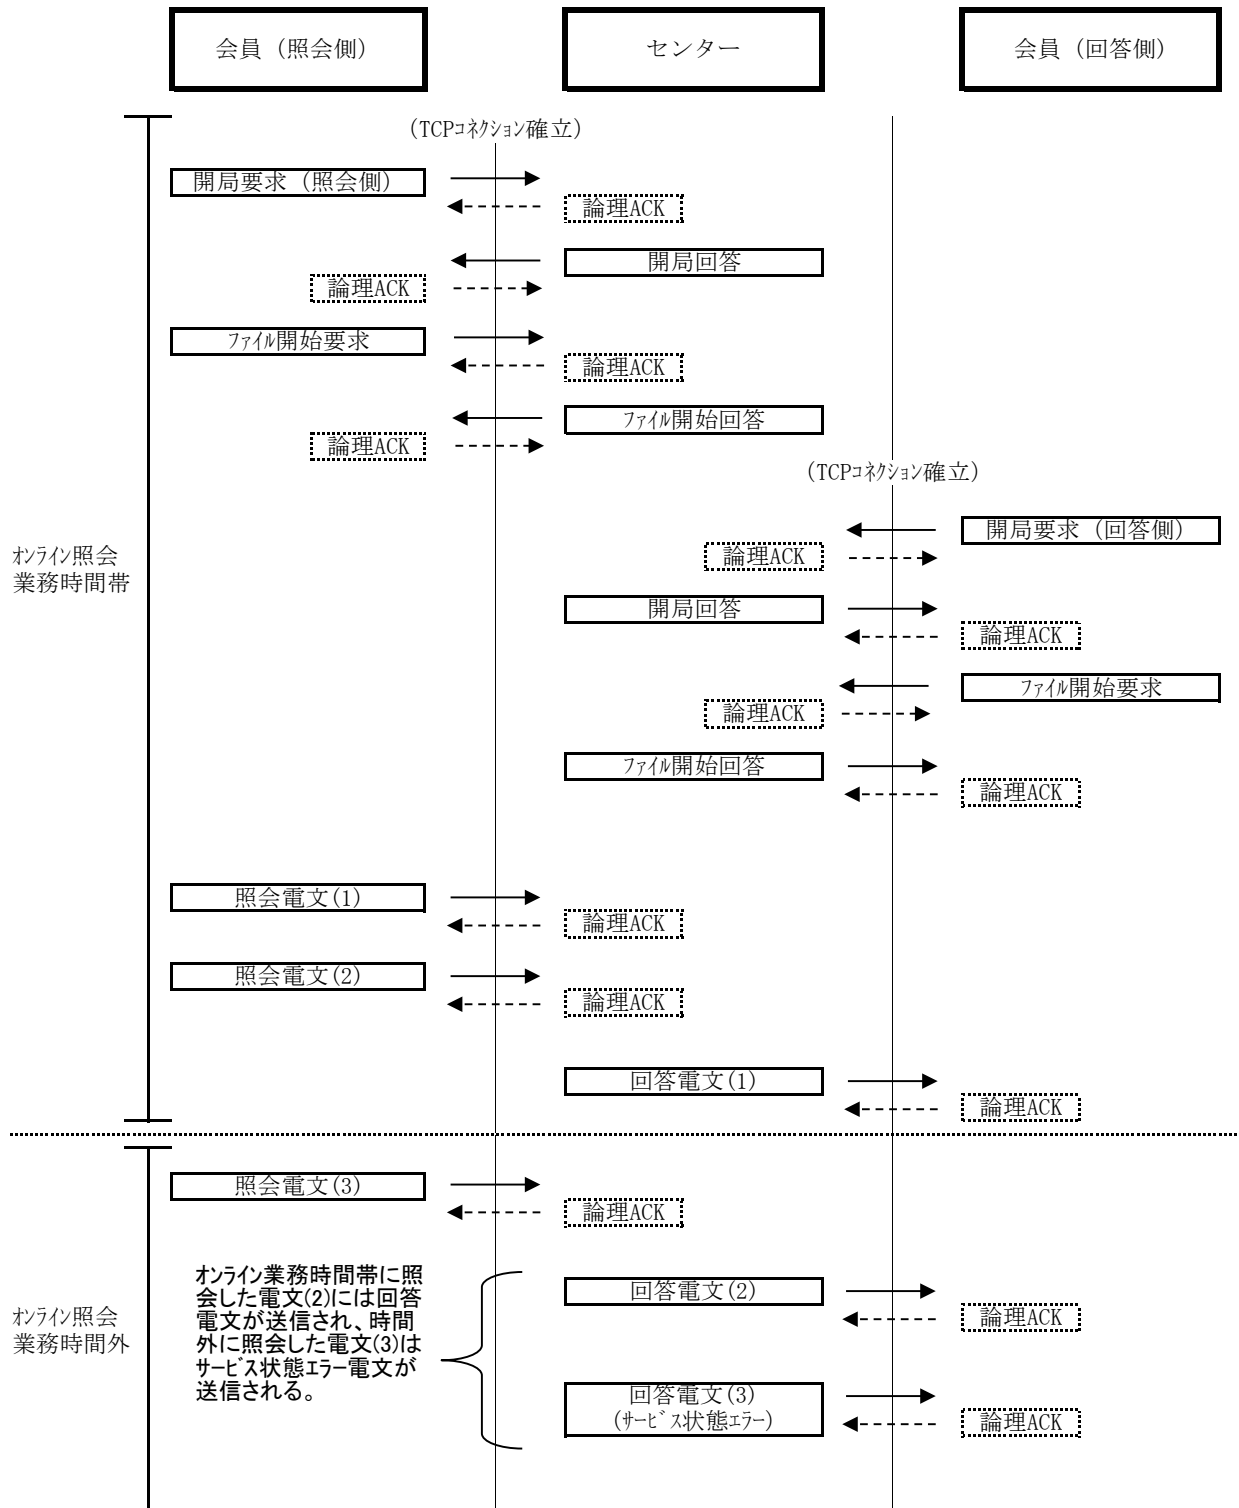 会員（照会側）
センター
会員（回答側）
（TCPｺﾈｸｼｮﾝ確立）
開局要求（照会側）
論理ACK
開局回答
論理ACK
ﾌｧｲﾙ開始要求
論理ACK
ﾌｧｲﾙ開始回答
論理ACK
（TCPｺﾈｸｼｮﾝ確立）
開局要求（回答側）
論理ACK
ｵﾝﾗｲﾝ照会
業務時間帯
開局回答
論理ACK
ﾌｧｲﾙ開始要求
論理ACK
ﾌｧｲﾙ開始回答
論理ACK
照会電文(1)
論理ACK
照会電文(2)
論理ACK
回答電文(1)
論理ACK
照会電文(3)
論理ACK
ｵﾝﾗｲﾝ業務時間帯に照
会した電文(2)には回答
電文が送信され、時間
外に照会した電文(3)は
ｻｰﾋﾞｽ状態ｴﾗｰ電文が
送信される。
回答電文(2)
論理ACK
ｵﾝﾗｲﾝ照会
業務時間外
回答電文(3)
(ｻｰﾋﾞｽ状態ｴﾗｰ)
論理ACK